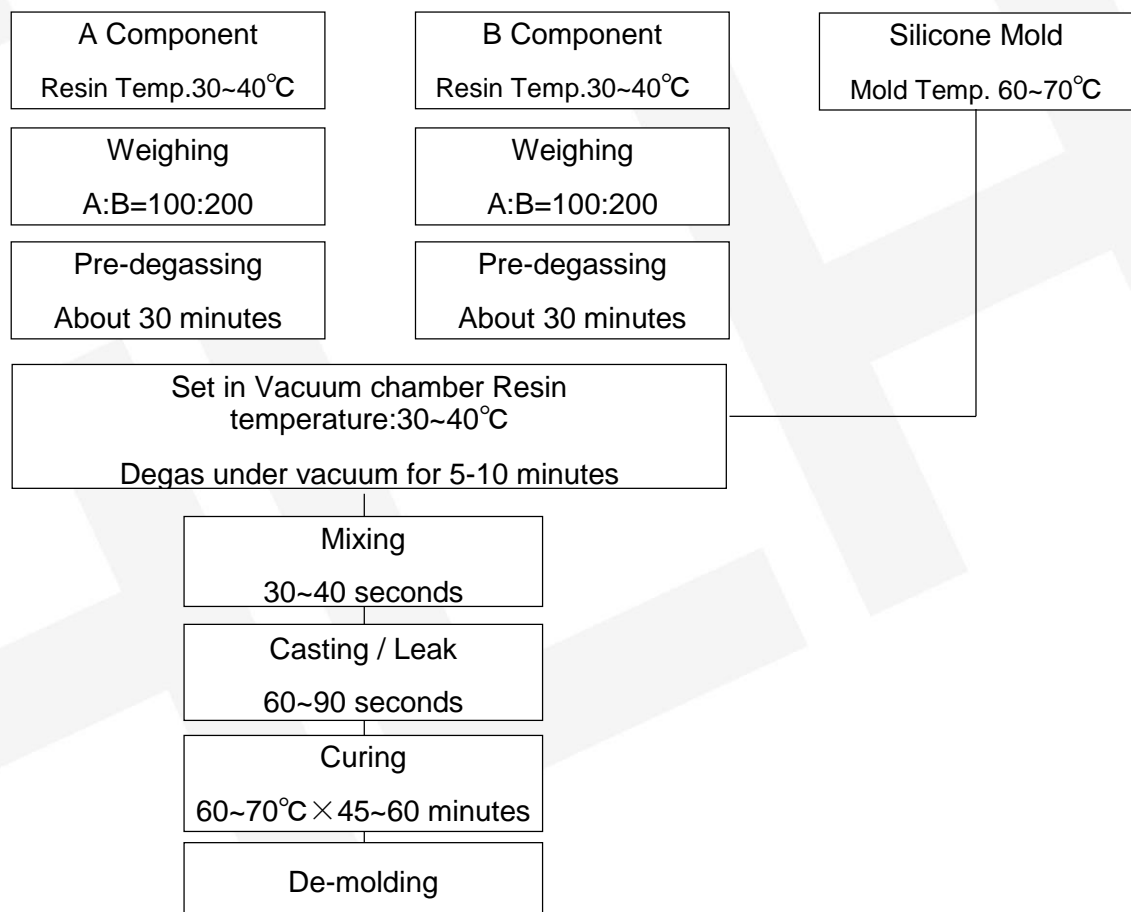 A Component
Resin Temp.30~40℃
B Component
Resin Temp.30~40℃
Silicone Mold
Mold Temp. 60~70℃
Weighing
A:B=100:200
Weighing
A:B=100:200
Pre-degassing
About 30 minutes
Pre-degassing
About 30 minutes
Set in Vacuum chamber Resin
temperature:30~40℃
Degas under vacuum for 5-10 minutes
Mixing
30~40 seconds
Casting / Leak
60~90 seconds
Curing
60~70℃×45~60 minutes
De-molding